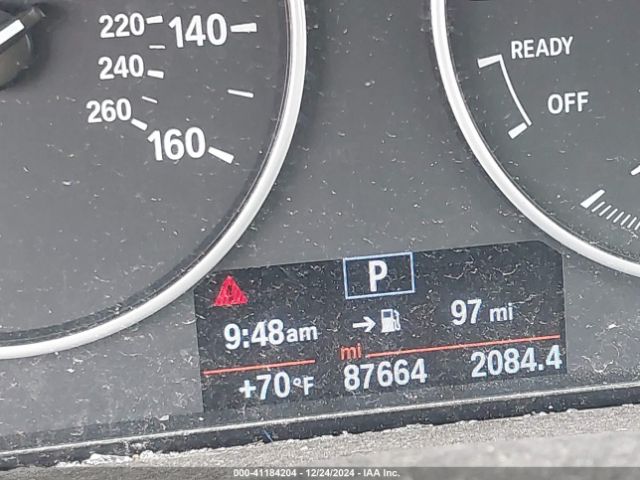 220 140
240
260
160
READY
OFF
P
9:48am 97 mi
mi
+70°F 87664 2084.4
000-41184204 - 12/24/2024 - IAA Inc.